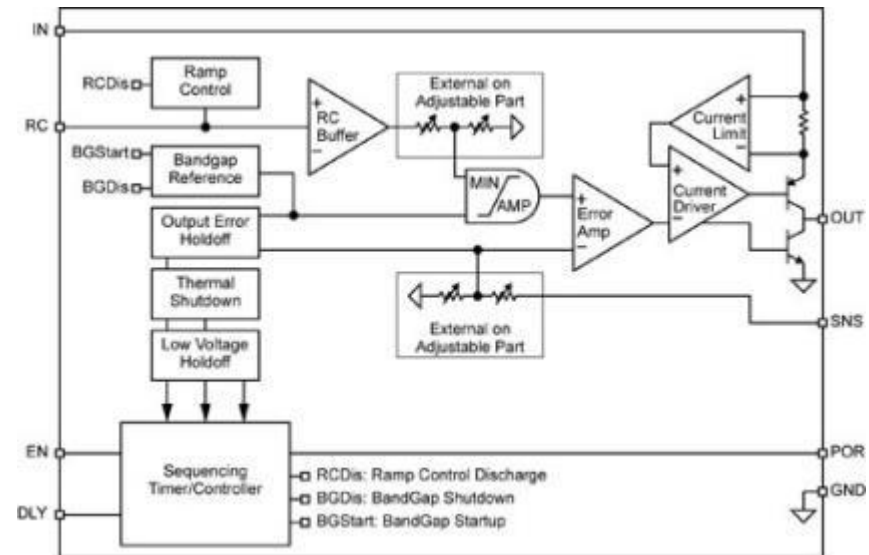 IN
RCDis
Ramp
Control
RC
+
RC
Buffer
−
External on
Adjustable Part
+
Current
Limit
−
BGStart
BGDis
Bandgap
Reference
MIN
AMP
+
Error
Amp
−
+
Current
Driver
−
OUT
Output Error
Holdoff
Thermal
Shutdown
Low Voltage
Holdoff
External on
Adjustable Part
SNS
EN
DLY
Sequencing
Timer/Controller
RCDis: Ramp Control Discharge
BGDis: BandGap Shutdown
BGStart: BandGap Startup
POR
GND